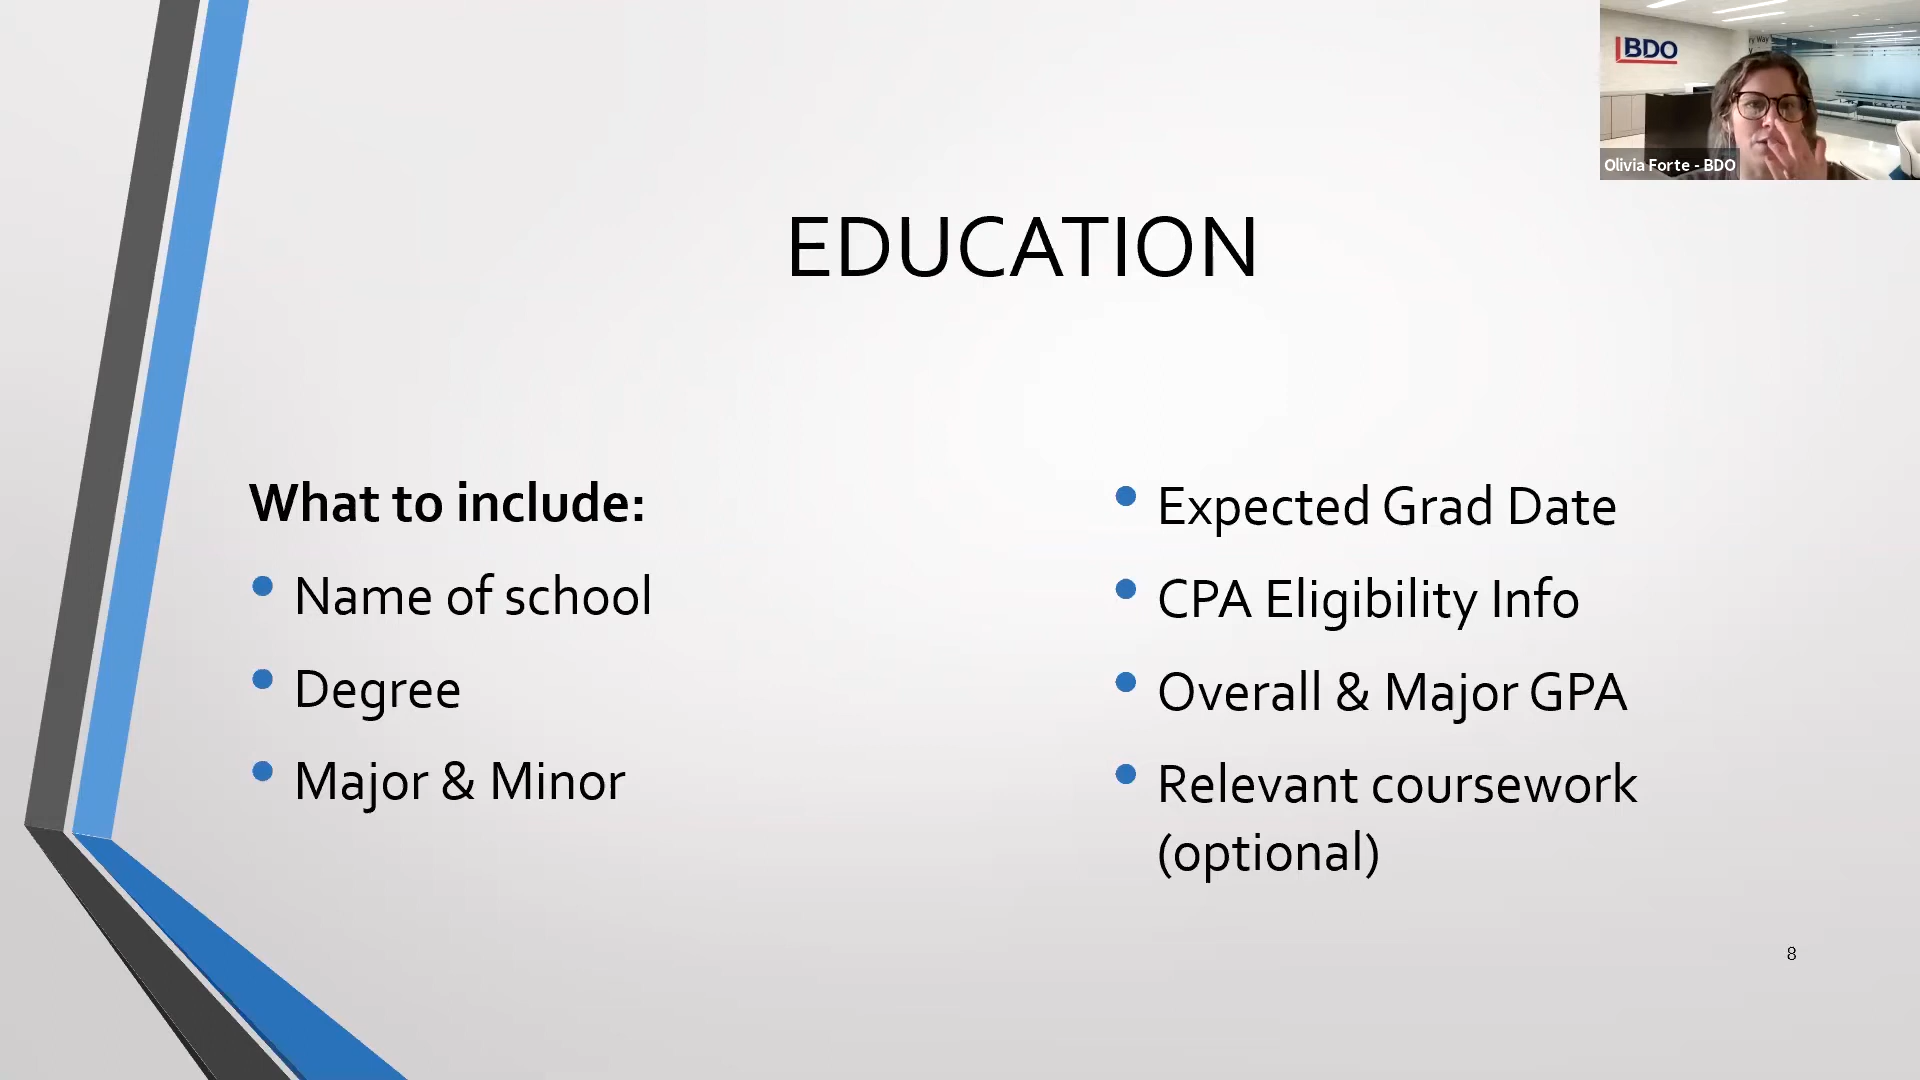 BDO
Olivia Forte - BDO
EDUCATION
What to include:
• Name of school
• Degree
• Major & Minor
• Expected Grad Date
• CPA Eligibility Info
• Overall & Major GPA
• Relevant coursework
(optional)
8